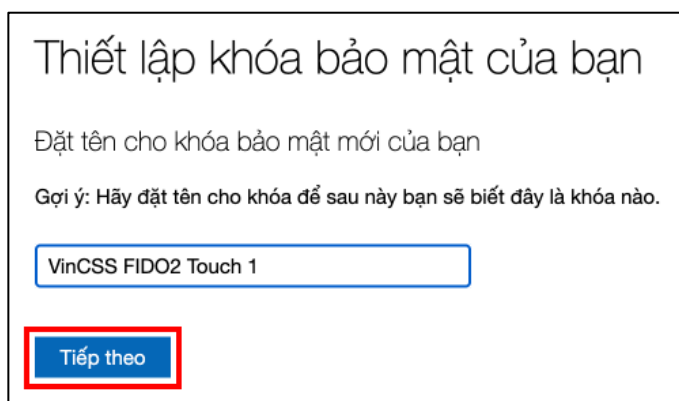 Thiết lập khóa bảo mật của bạn
Đặt tên cho khóa bảo mật mới của bạn
Gợi ý: Hãy đặt tên cho khóa để sau này bạn sẽ biết đây là khóa nào.
VinCSS FIDO2 Touch 1
Tiếp theo